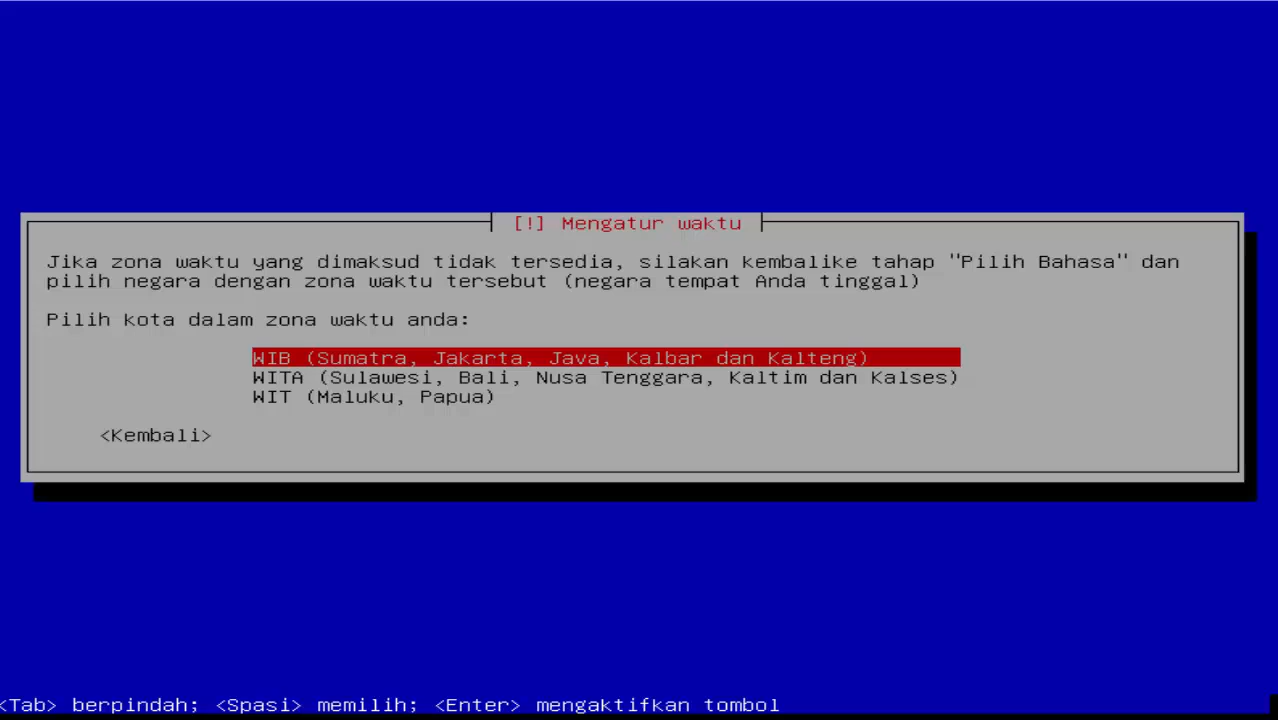 [!] Mengatur waktu
Jika zona waktu yang dimaksud tidak tersedia, silakan kembalike tahap "Pilih Bahasa" dan
pilih negara dengan zona waktu tersebut (negara tempat Anda tinggal)
Pilih kota dalam zona waktu anda:
WIB (Sumatra, Jakarta, Java, Kalbar dan Kalteng)
WITA (Sulawesi, Bali, Nusa Tenggara, Kaltim dan Kalses)
WIT (Maluku, Papua)
<Kembali>
<Tab> berpindah; <Spasi> memilih; <Enter> mengaktifkan tombol